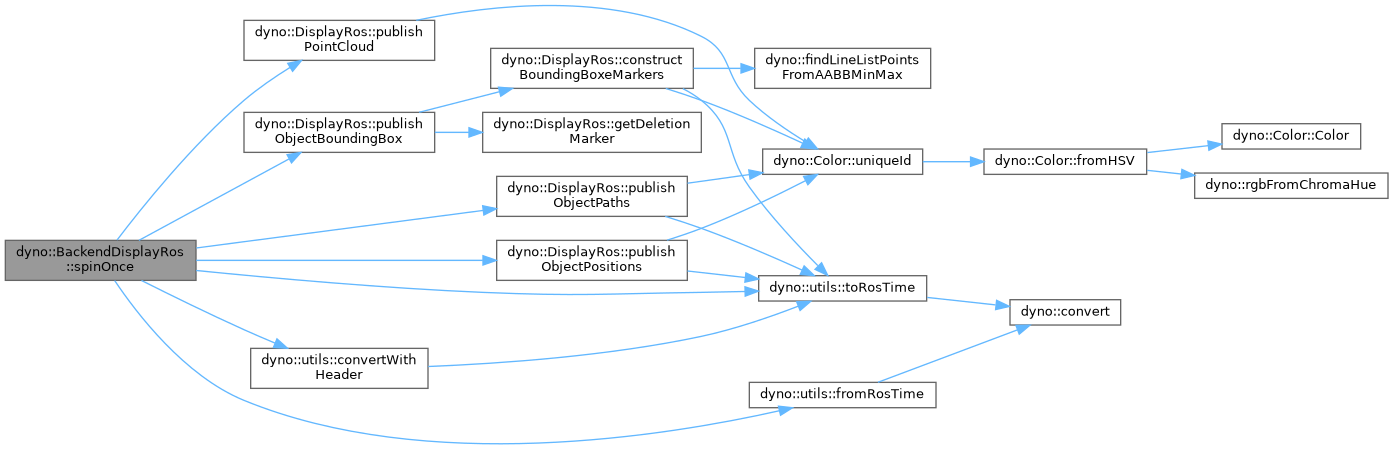 dyno::DisplayRos::publish
PointCloud
dyno::DisplayRos::construct
BoundingBoxeMarkers
dyno::findLineListPoints
FromAABBMinMax
dyno::DisplayRos::publish
ObjectBoundingBox
dyno::DisplayRos::getDeletion
Marker
dyno::Color::Color
dyno::Color::uniqueId
dyno::Color::fromHSV
dyno::rgbFromChromaHue
dyno::DisplayRos::publish
ObjectPaths
dyno::BackendDisplayRos
::spinOnce
dyno::DisplayRos::publish
ObjectPositions
dyno::utils::toRosTime
dyno::convert
dyno::utils::convertWith
Header
dyno::utils::fromRosTime